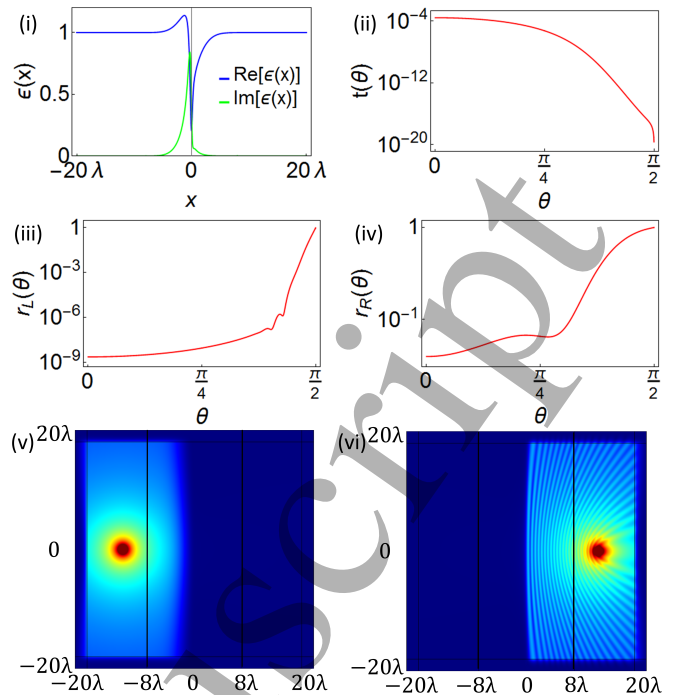 (i)
ϵ(x)
1
0.5
0
Re[ϵ(x)]
Im[ϵ(x)]
−20 λ
0
20 λ
x
(ii)
t(θ)
10⁻⁴
10⁻¹²
10⁻²⁰
0
π/4
π/2
θ
(iii)
r_L(θ)
1
10⁻³
10⁻⁶
10⁻⁹
0
π/4
π/2
θ
(iv)
r_R(θ)
1
10⁻¹
0
π/4
π/2
θ
(v)
20λ
0
−20λ
−8λ
0
8λ
20λ
(vi)
20λ
0
−20λ
−20λ
−8λ
0
8λ
20λ
script